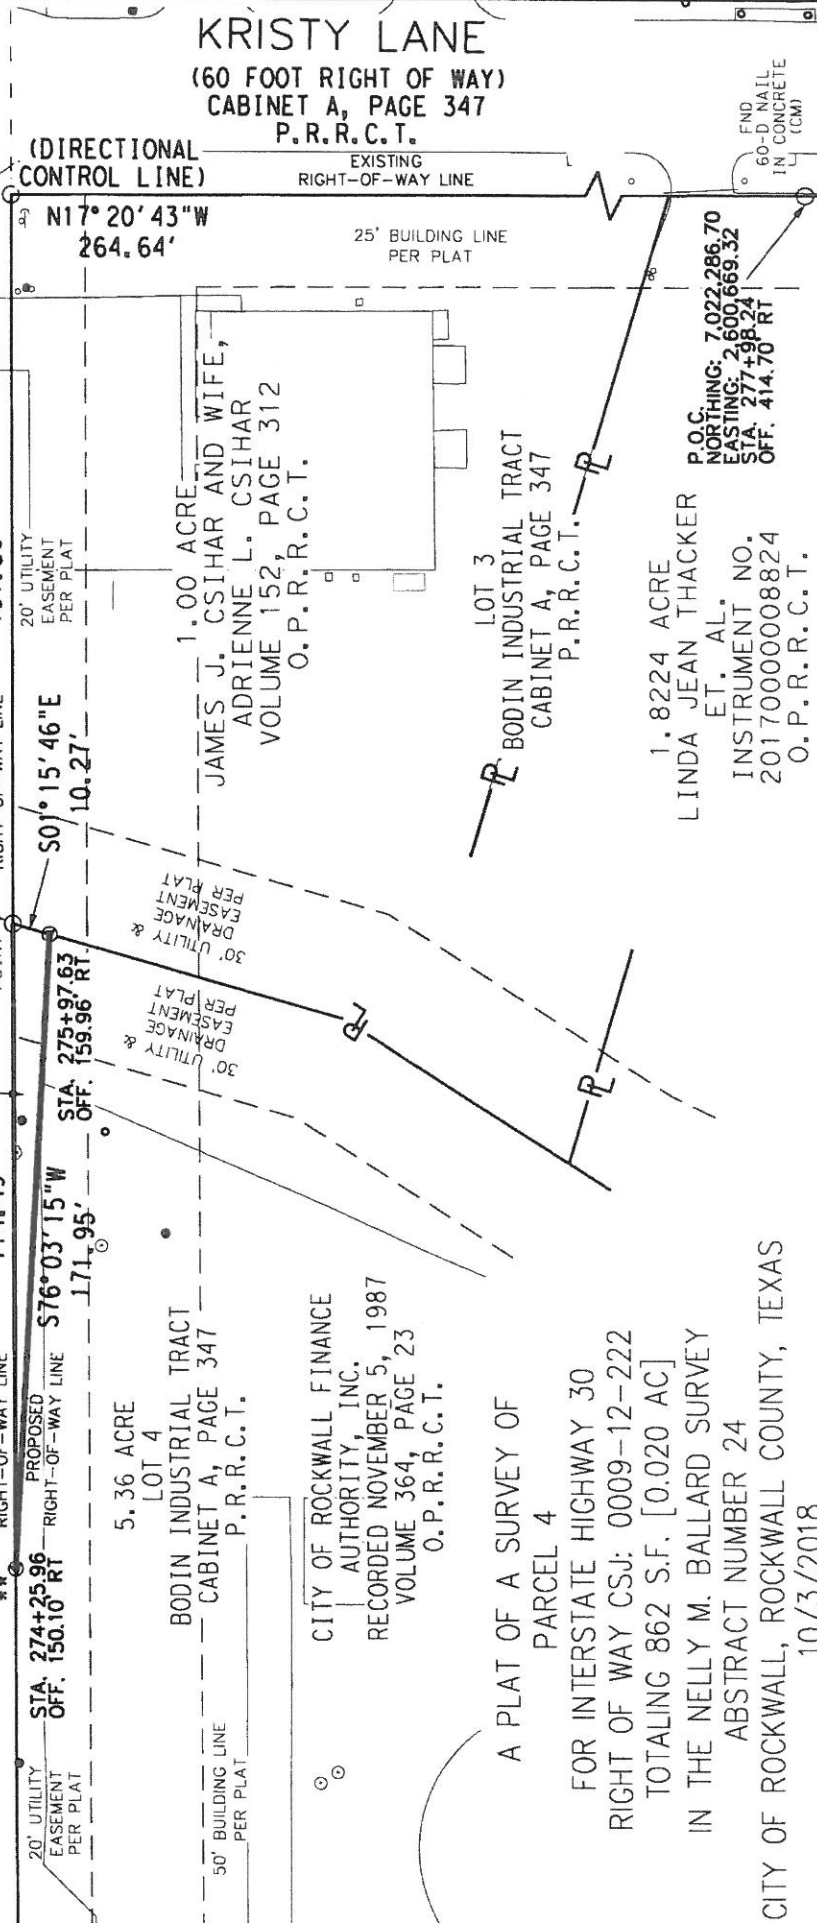 KRISTY LANE
(60 FOOT RIGHT OF WAY)
CABINET A, PAGE 347
P.R.R.C.T.
(DIRECTIONAL
CONTROL LINE)
EXISTING
RIGHT-OF-WAY LINE
N17°20'43"W
264.64'
25' BUILDING LINE
PER PLAT
FND
60-D NAIL
IN CONCRETE
(CM)
P.O.C.
NORTHING: 7,022,286.70
EASTING: 2,600,669.32
STA. 277+98.24
OFF. 414.70' RT
20' UTILITY
EASEMENT
PER PLAT
1.00 ACRE
JAMES J. CSIHAR AND WIFE,
ADRIENNE L. CSIHAR
VOLUME 152, PAGE 312
O.P.R.R.C.T.
LOT 3
BODIN INDUSTRIAL TRACT
CABINET A, PAGE 347
P.R.R.C.T.
PL
PL
1.8224 ACRE
LINDA JEAN THACKER
ET. AL.
INSTRUMENT NO.
20170000008824
O.P.R.R.C.T.
S01°15'46"E
10.27'
30' UTILITY &
DRAINAGE
EASEMENT
PER PLAT
30' UTILITY &
DRAINAGE
EASEMENT
PER PLAT
PL
PL
STA. 275+97.63
OFF. 159.96' RT
S76°03'15"W
171.95'
RIGHT-OF-WAY LINE
PROPOSED
RIGHT-OF-WAY LINE
**
STA. 274+25.96
OFF. 150.10' RT
5.36 ACRE
LOT 4
BODIN INDUSTRIAL TRACT
CABINET A, PAGE 347
P.R.R.C.T.
CITY OF ROCKWALL FINANCE
AUTHORITY, INC.
RECORDED NOVEMBER 5, 1987
VOLUME 364, PAGE 23
O.P.R.R.C.T.
20' UTILITY
EASEMENT
PER PLAT
50' BUILDING LINE
PER PLAT
A PLAT OF A SURVEY OF
PARCEL 4
FOR INTERSTATE HIGHWAY 30
RIGHT OF WAY CSJ: 0009-12-222
TOTALING 862 S.F. [0.020 AC]
IN THE NELLY M. BALLARD SURVEY
ABSTRACT NUMBER 24
CITY OF ROCKWALL, ROCKWALL COUNTY, TEXAS
10/3/2018